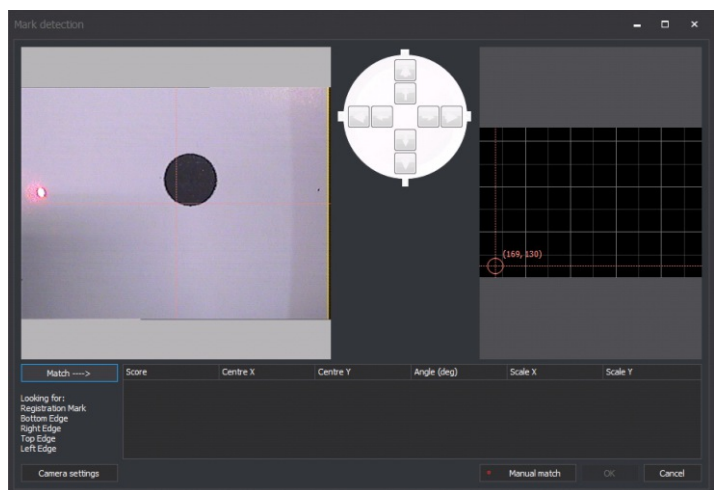 Mark detection
(169, 130)
Match ---->
Score Centre X Centre Y Angle (deg) Scale X Scale Y
Looking for:
Registration Mark
Bottom Edge
Right Edge
Top Edge
Left Edge
Camera settings
Manual match
OK
Cancel